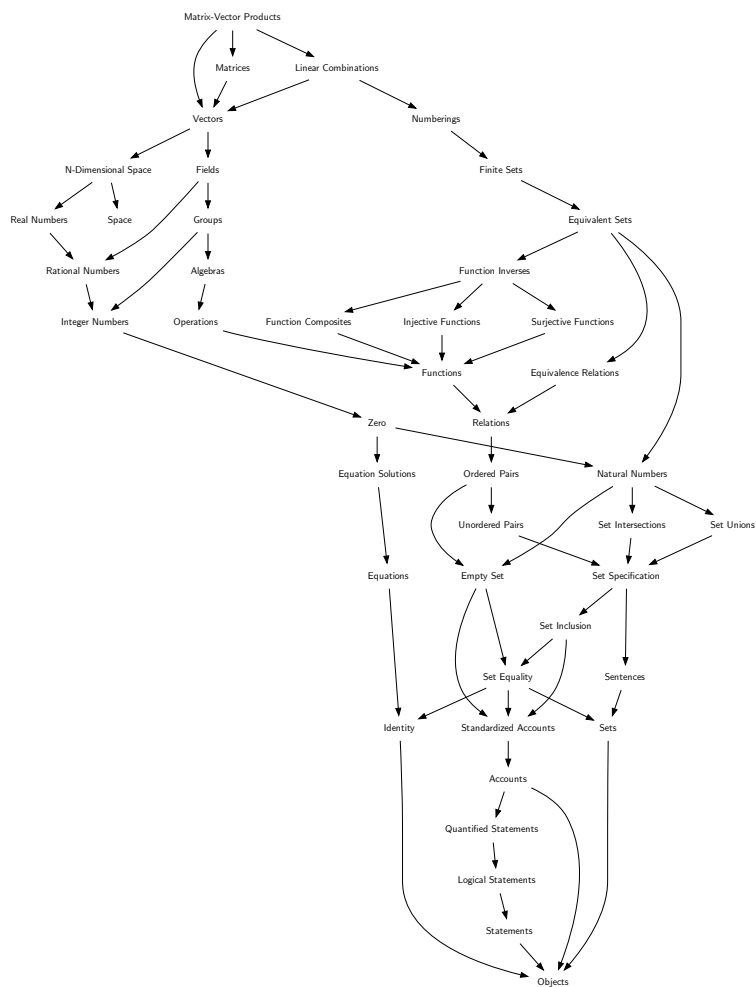 Matrix-Vector Products
Matrices
Linear Combinations
Vectors
Numberings
N-Dimensional Space
Fields
Finite Sets
Real Numbers
Space
Groups
Equivalent Sets
Rational Numbers
Algebras
Function Inverses
Integer Numbers
Operations
Function Composites
Injective Functions
Surjective Functions
Functions
Equivalence Relations
Zero
Relations
Equation Solutions
Ordered Pairs
Natural Numbers
Unordered Pairs
Set Intersections
Set Unions
Equations
Empty Set
Set Specification
Set Inclusion
Set Equality
Sentences
Identity
Standardized Accounts
Sets
Accounts
Quantified Statements
Logical Statements
Statements
Objects